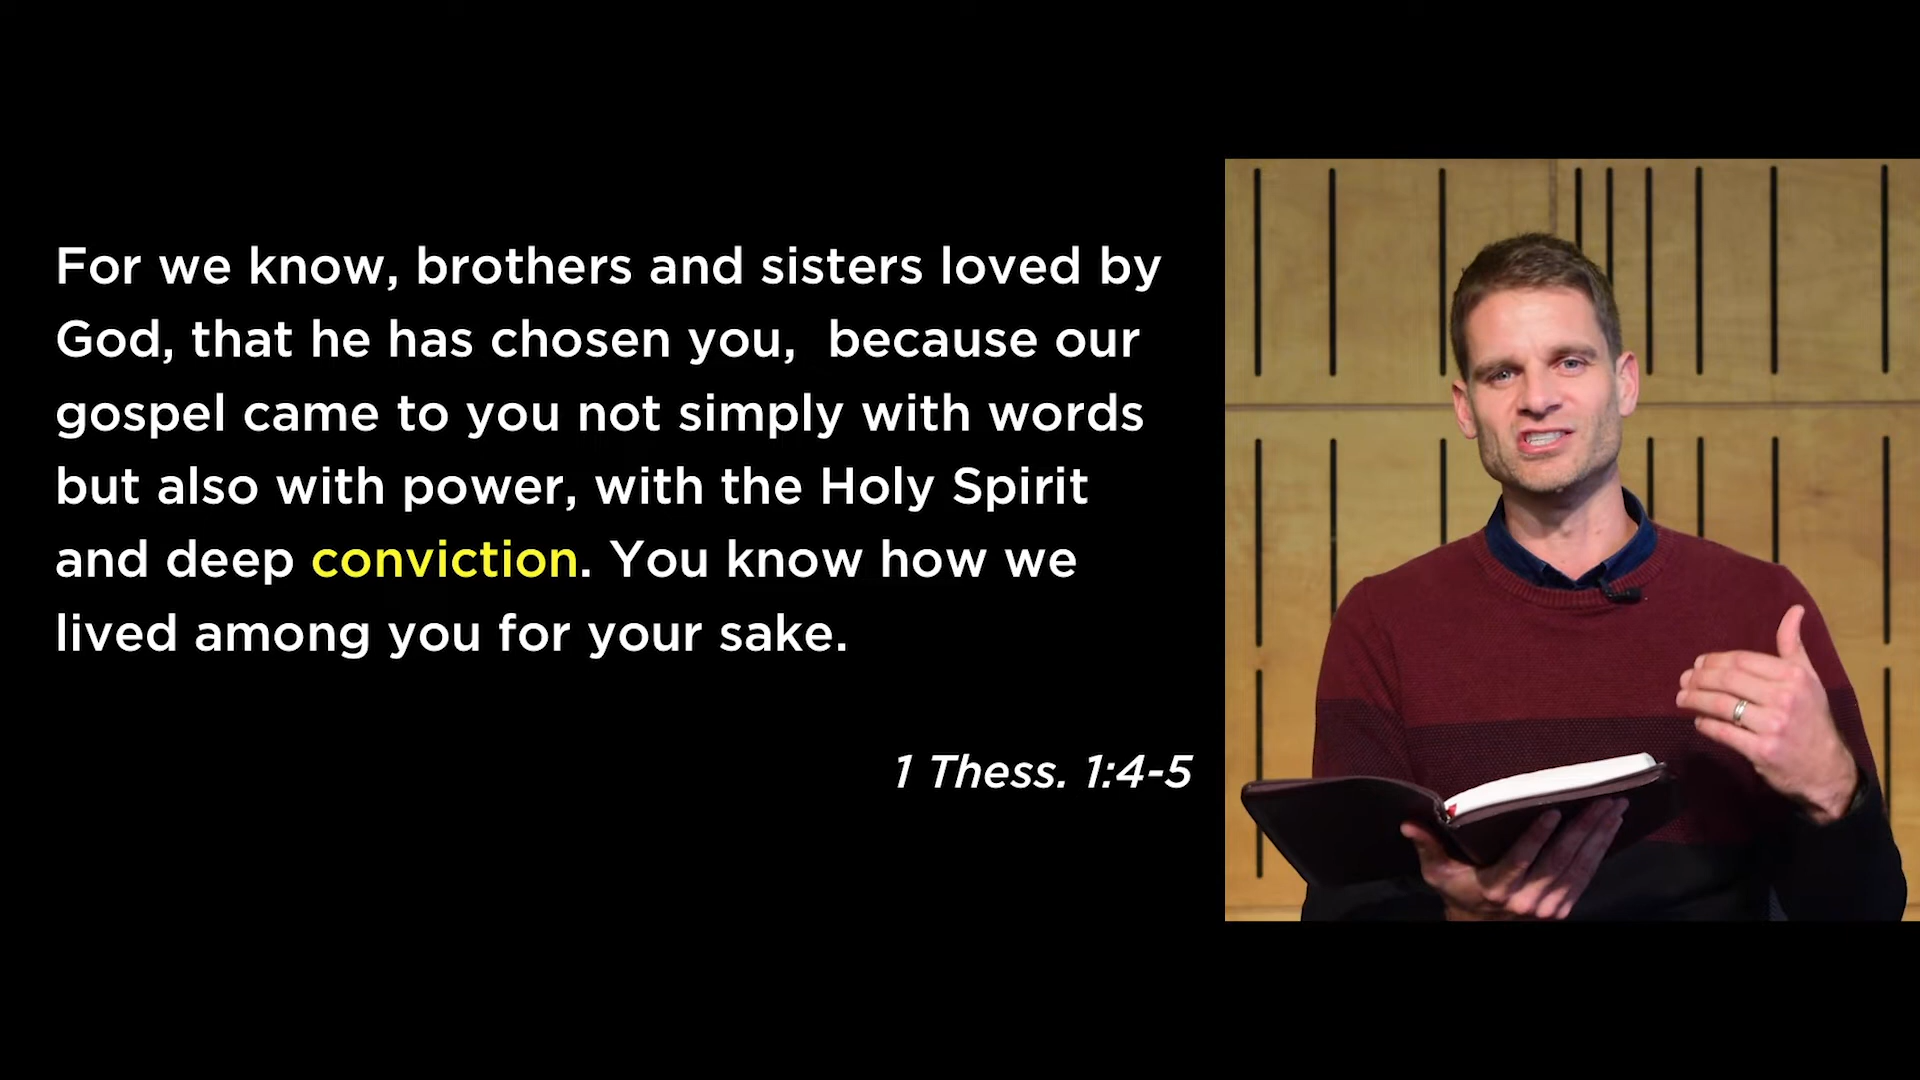 For we know, brothers and sisters loved by
God, that he has chosen you,  because our
gospel came to you not simply with words
but also with power, with the Holy Spirit
and deep conviction. You know how we
lived among you for your sake.
1 Thess. 1:4-5